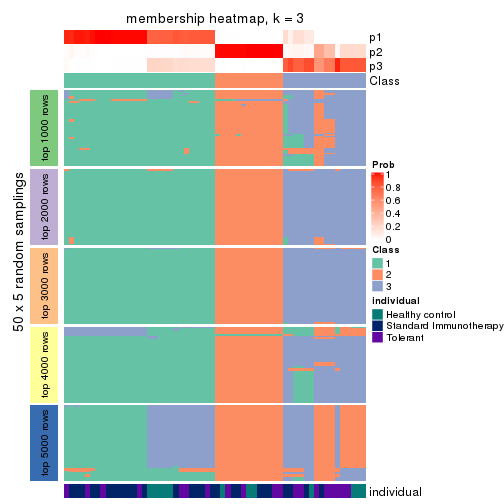 membership heatmap, k = 3
p1
p2
p3
Class
50 x 5 random samplings
top 1000 rows
top 2000 rows
top 3000 rows
top 4000 rows
top 5000 rows
Prob
1
0.8
0.6
0.4
0.2
0
Class
1
2
3
individual
Healthy control
Standard Immunotherapy
Tolerant
individual